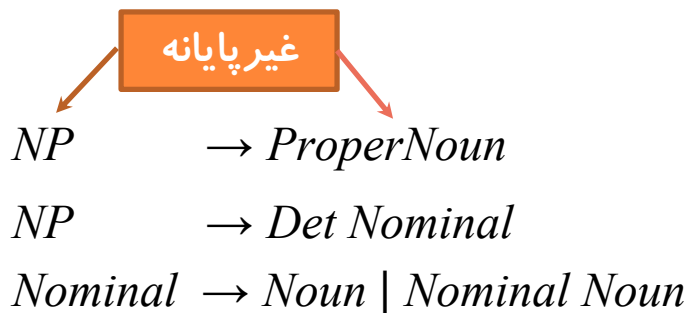 غیرپایانه
NP → ProperNoun
NP → Det Nominal
Nominal → Noun | Nominal Noun